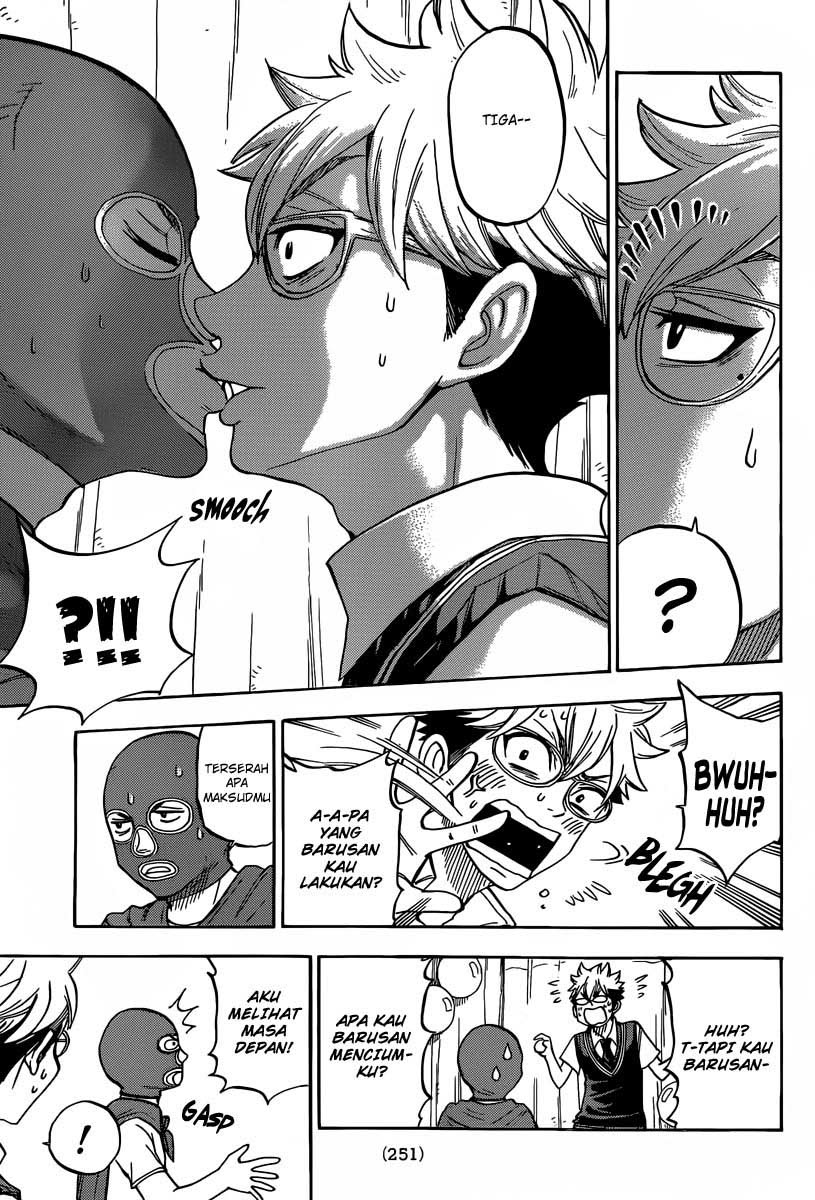 TIGA--
?
SMOOCH
?!!
BWUH-
HUH?
BLEGH
A-A-PA
YANG
BARUSAN
KAU
LAKUKAN?
TERSERAH
APA
MAKSUDMU
HUH?
T-TAPI KAU
BARUSAN-
APA KAU
BARUSAN
MENCIUM-
KU?
AKU
MELIHAT
MASA
DEPAN!
GASP
!
(251)